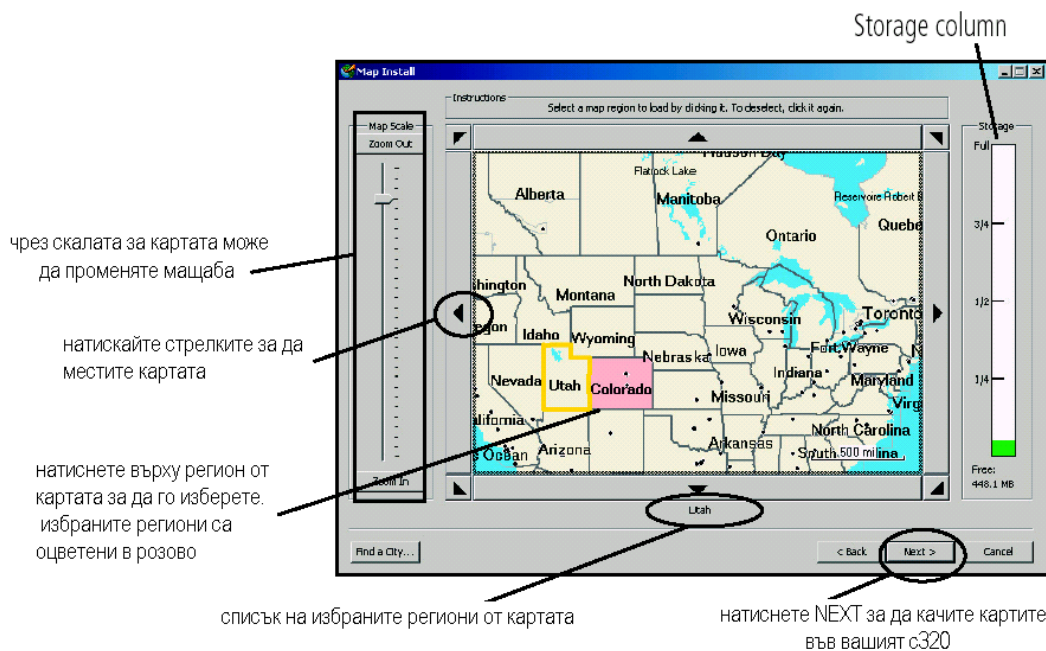 Storage column
Map Install
Instructions
Select a map region to load by clicking it. To deselect, click it again.
Map Scale
Zoom Out
Storage
Full
3/4
1/2
1/4
Free:
448.1 MB
Hudson Bay
Alberta
Manitoba
Ontario
Quebe
North Dakota
Montana
hington
Idaho
Wyoming
Wisconsin
Toronto
Nebraska
Iowa
Fort Wayne
Nevada
Utah
Colorado
Indiana
Maryland
Missouri
Virg
lifornia
North Carolina
Arizona
Arkansas
500 mi
Zoom In
Utah
Find a City...
< Back
Next >
Cancel
чрез скалата за картата може
да променяте мащаба
натискайте стрелките за да
местите картата
натиснете върху регион от
картата за да го изберете.
избраните региони са
оцветени в розово
списък на избраните региони от картата
натиснете NEXT за да качите картите
във вашият c320